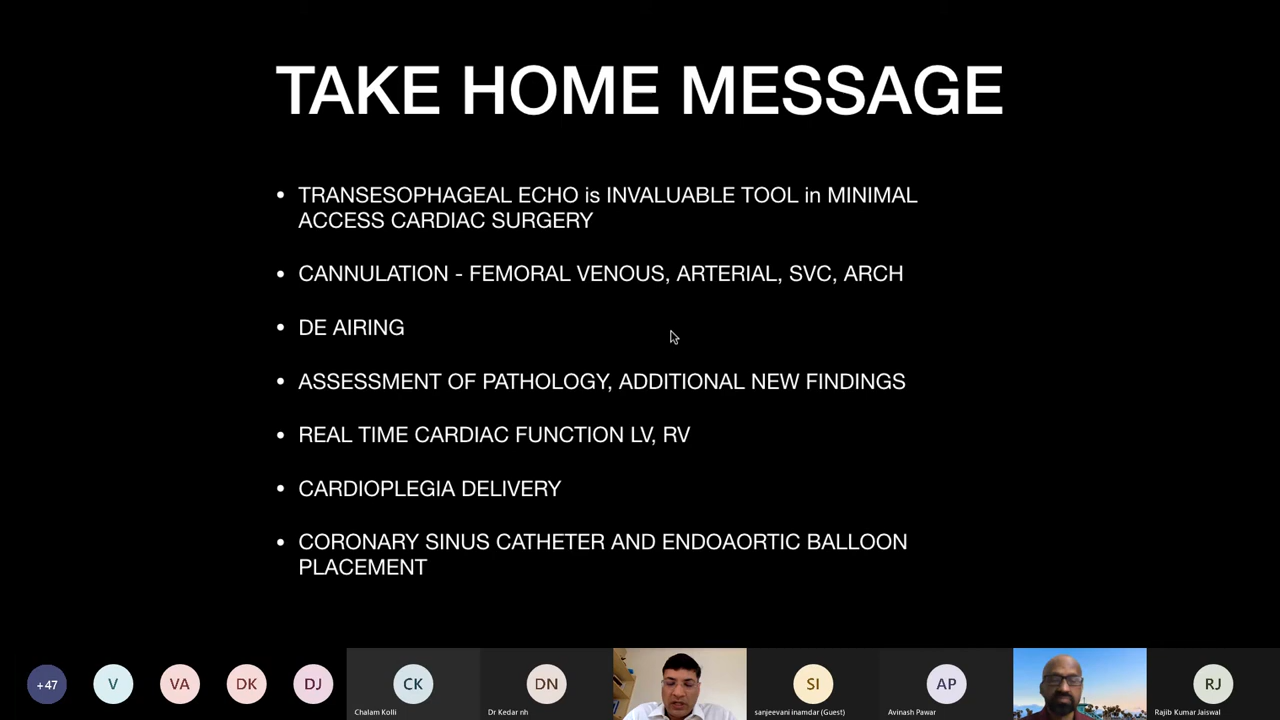 TAKE HOME MESSAGE
• TRANSESOPHAGEAL ECHO is INVALUABLE TOOL in MINIMAL
ACCESS CARDIAC SURGERY
• CANNULATION - FEMORAL VENOUS, ARTERIAL, SVC, ARCH
• DE AIRING
• ASSESSMENT OF PATHOLOGY, ADDITIONAL NEW FINDINGS
• REAL TIME CARDIAC FUNCTION LV, RV
• CARDIOPLEGIA DELIVERY
• CORONARY SINUS CATHETER AND ENDOAORTIC BALLOON
PLACEMENT
+47 V VA DK DJ CK DN SI AP RJ
Chalam Kolli Dr Kedar nh sanjeevani inamdar (Guest) Avinash Pawar Rajib Kumar Jaiswal